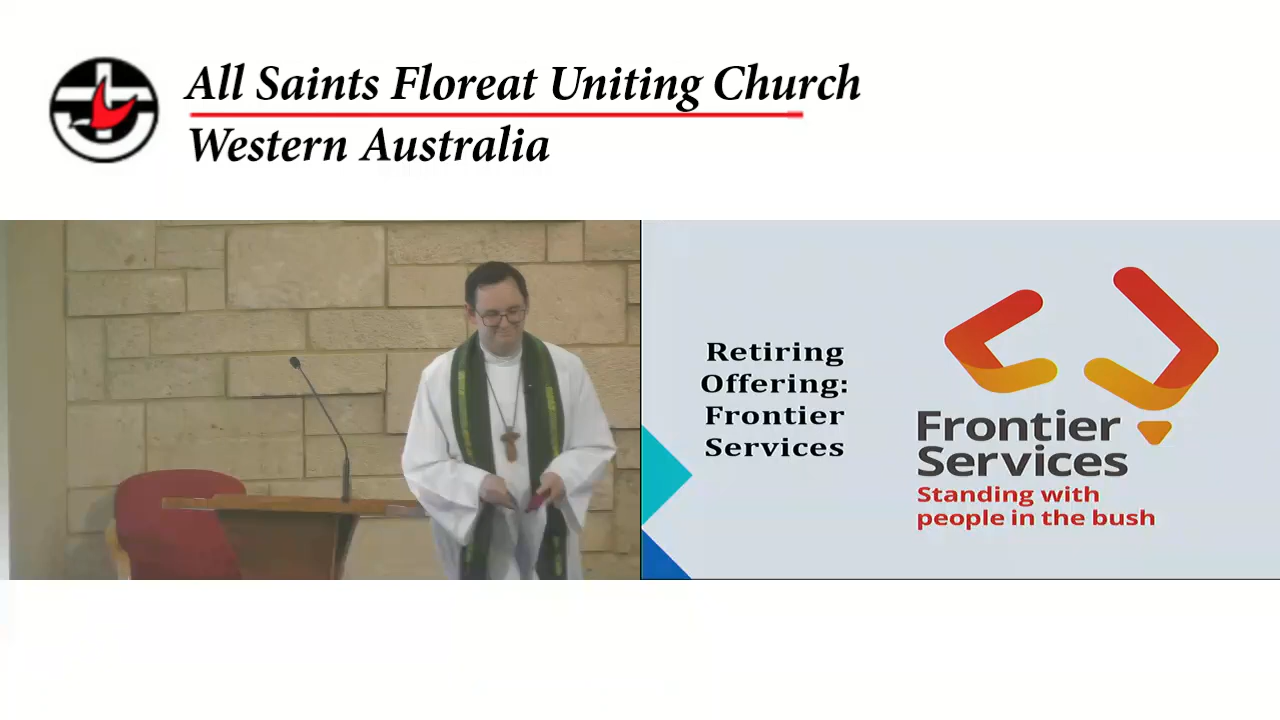 All Saints Floreat Uniting Church
Western Australia
Retiring
Offering:
Frontier
Services
Frontier
Services
Standing with
people in the bush